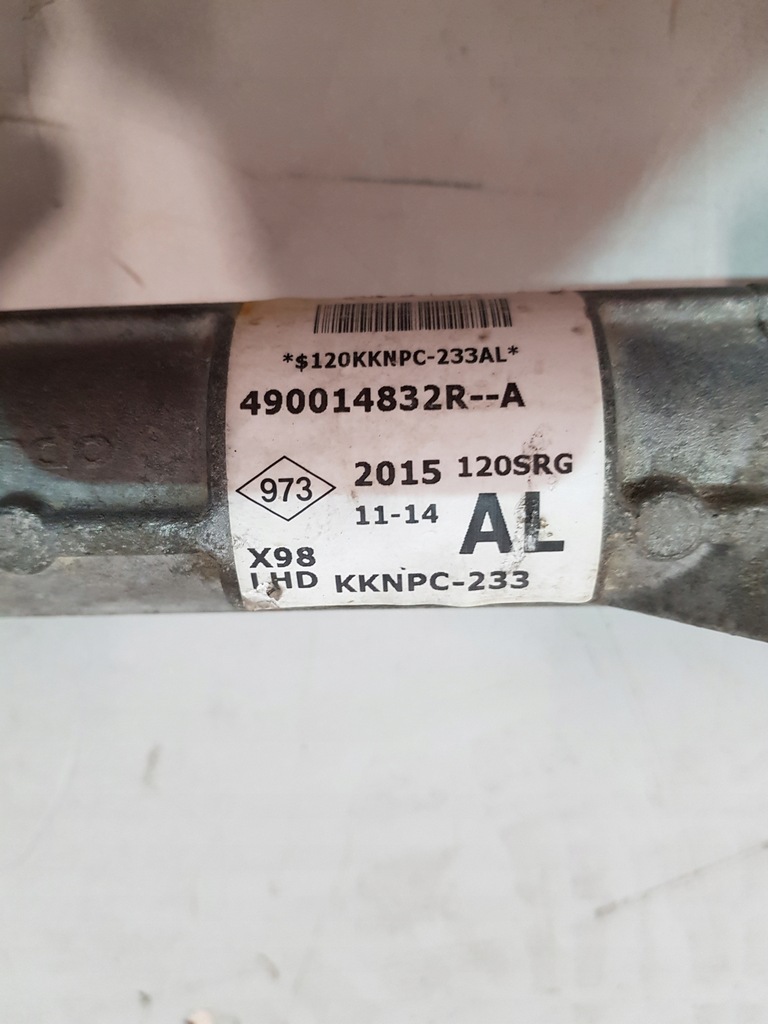 *$120KKNPC-233AL*
490014832R--A
973 2015 120SRG
11-14 AL
X98
LHD KKNPC-233